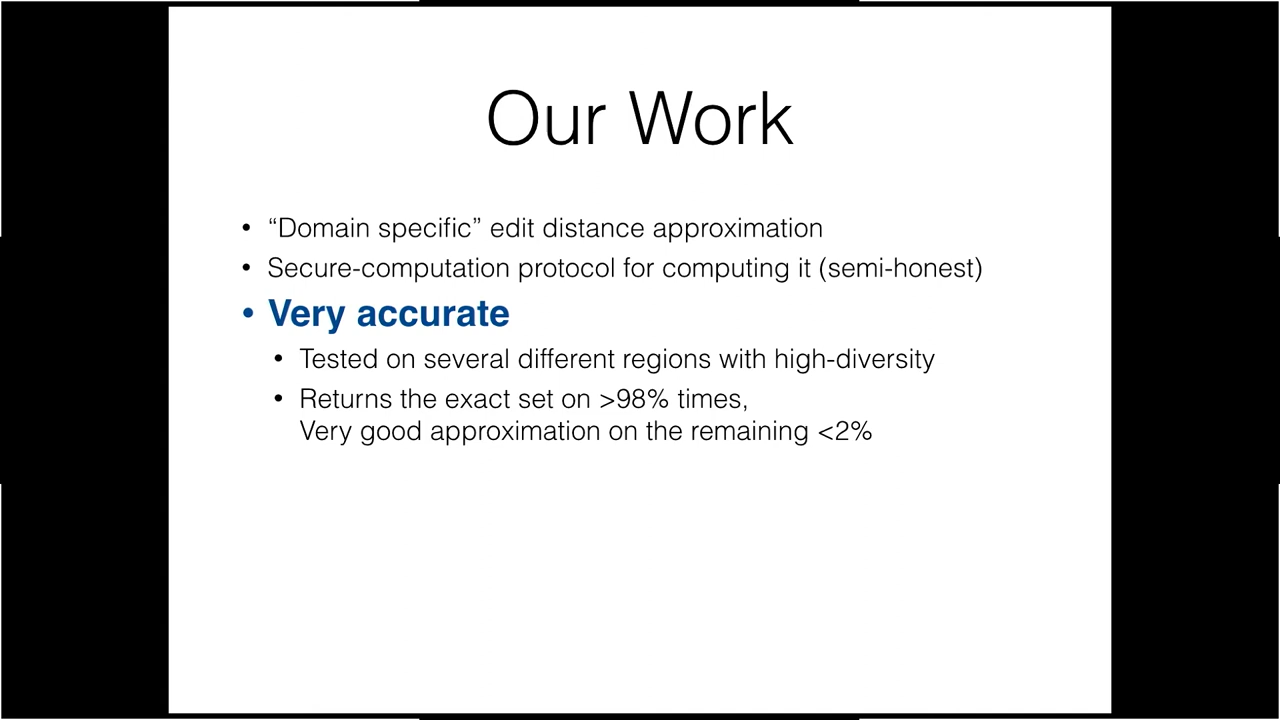 Our Work
• “Domain specific” edit distance approximation
• Secure-computation protocol for computing it (semi-honest)
• Very accurate
• Tested on several different regions with high-diversity
• Returns the exact set on >98% times,
Very good approximation on the remaining <2%